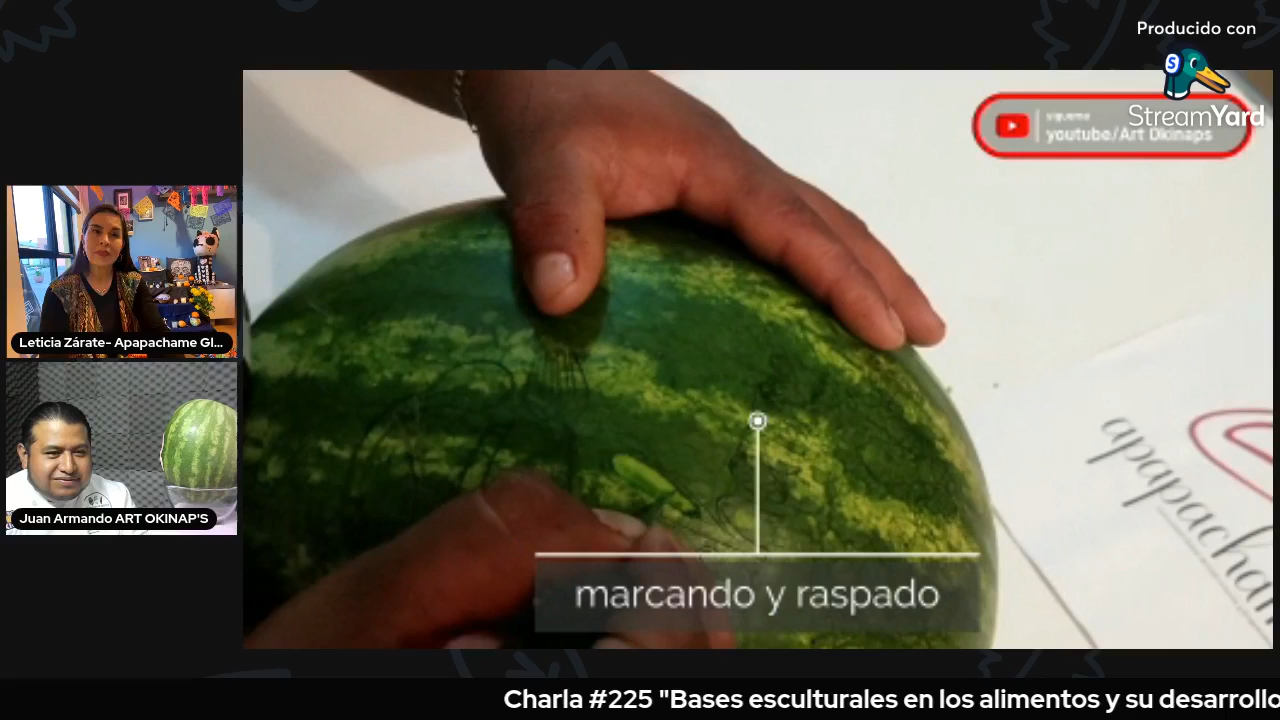 Producido con
StreamYard
sígueme
youtube/Art Okinaps
Leticia Zárate- Apapachame Gl...
Juan Armando ART OKINAP'S
marcando y raspado
Charla #225 "Bases esculturales en los alimentos y su desarrollo